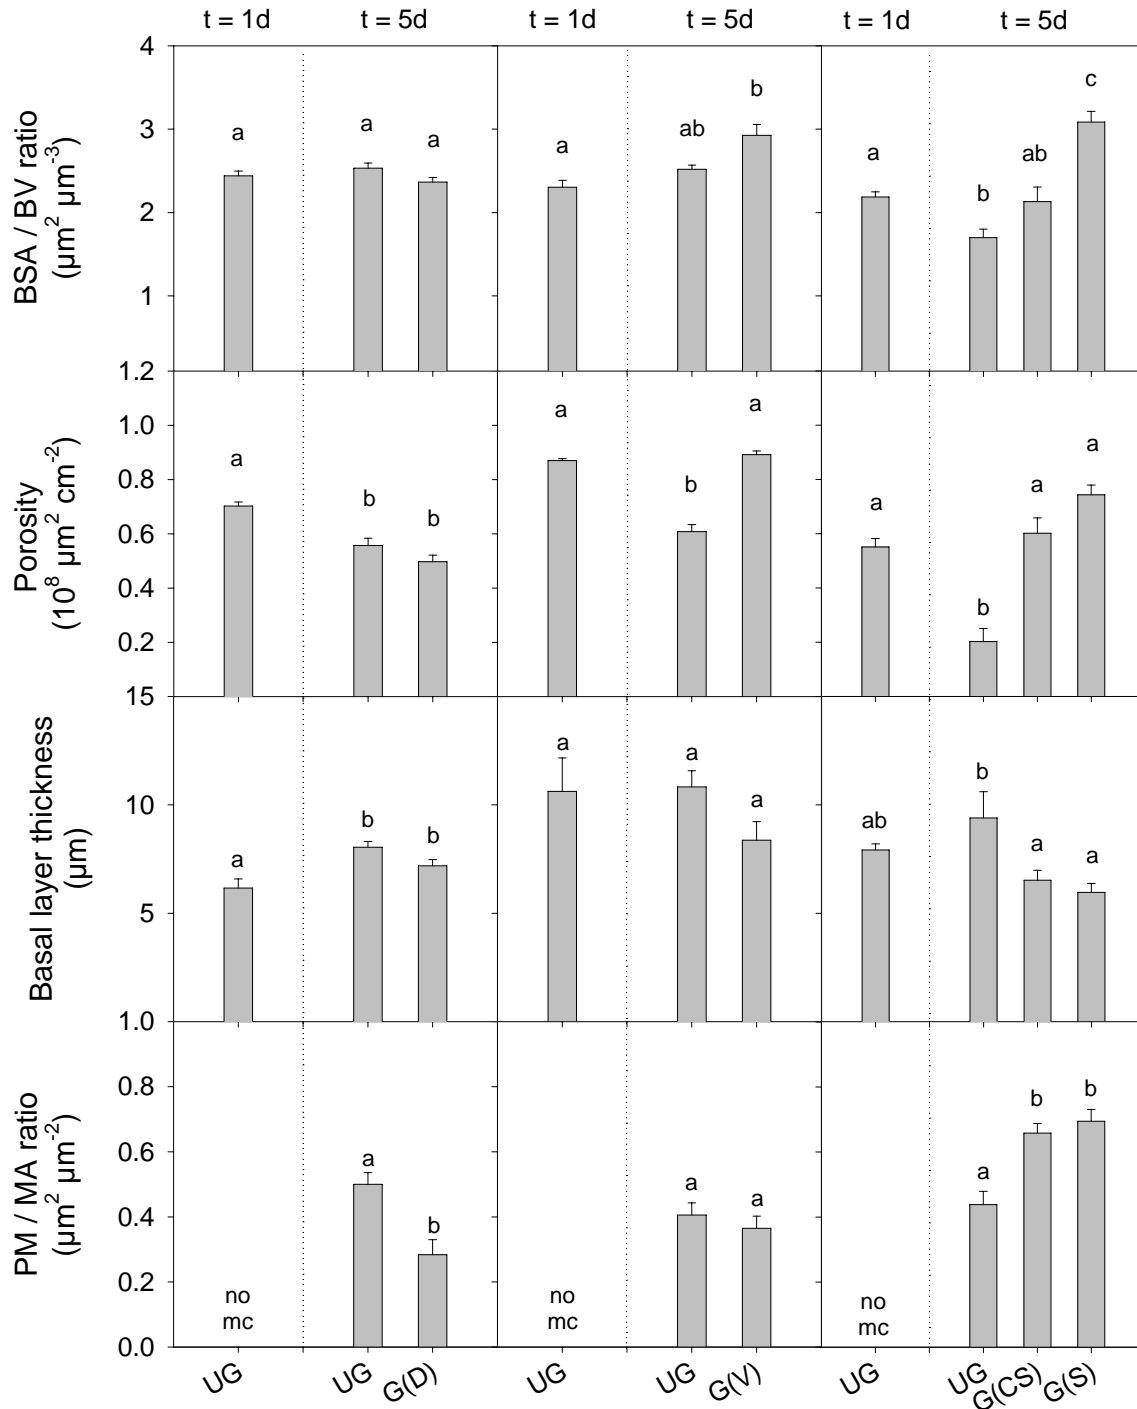 t = 1d t = 5d t = 1d t = 5d t = 1d t = 5d
BSA / BV ratio
(µm² µm⁻³)
4
3
2
1
a a a a ab b a b ab c
Porosity
(10⁸ µm² cm⁻²)
1.2
1.0
0.8
0.6
0.4
0.2
a b b a b a a b a a
Basal layer thickness
(µm)
15
10
5
a b b a a a ab b a a
PM / MA ratio
(µm² µm⁻²)
1.0
0.8
0.6
0.4
0.2
0.0
a b a a a b b
no
mc
no
mc
no
mc
UG UG G(D) UG UG G(V) UG UG G(CS) G(S)